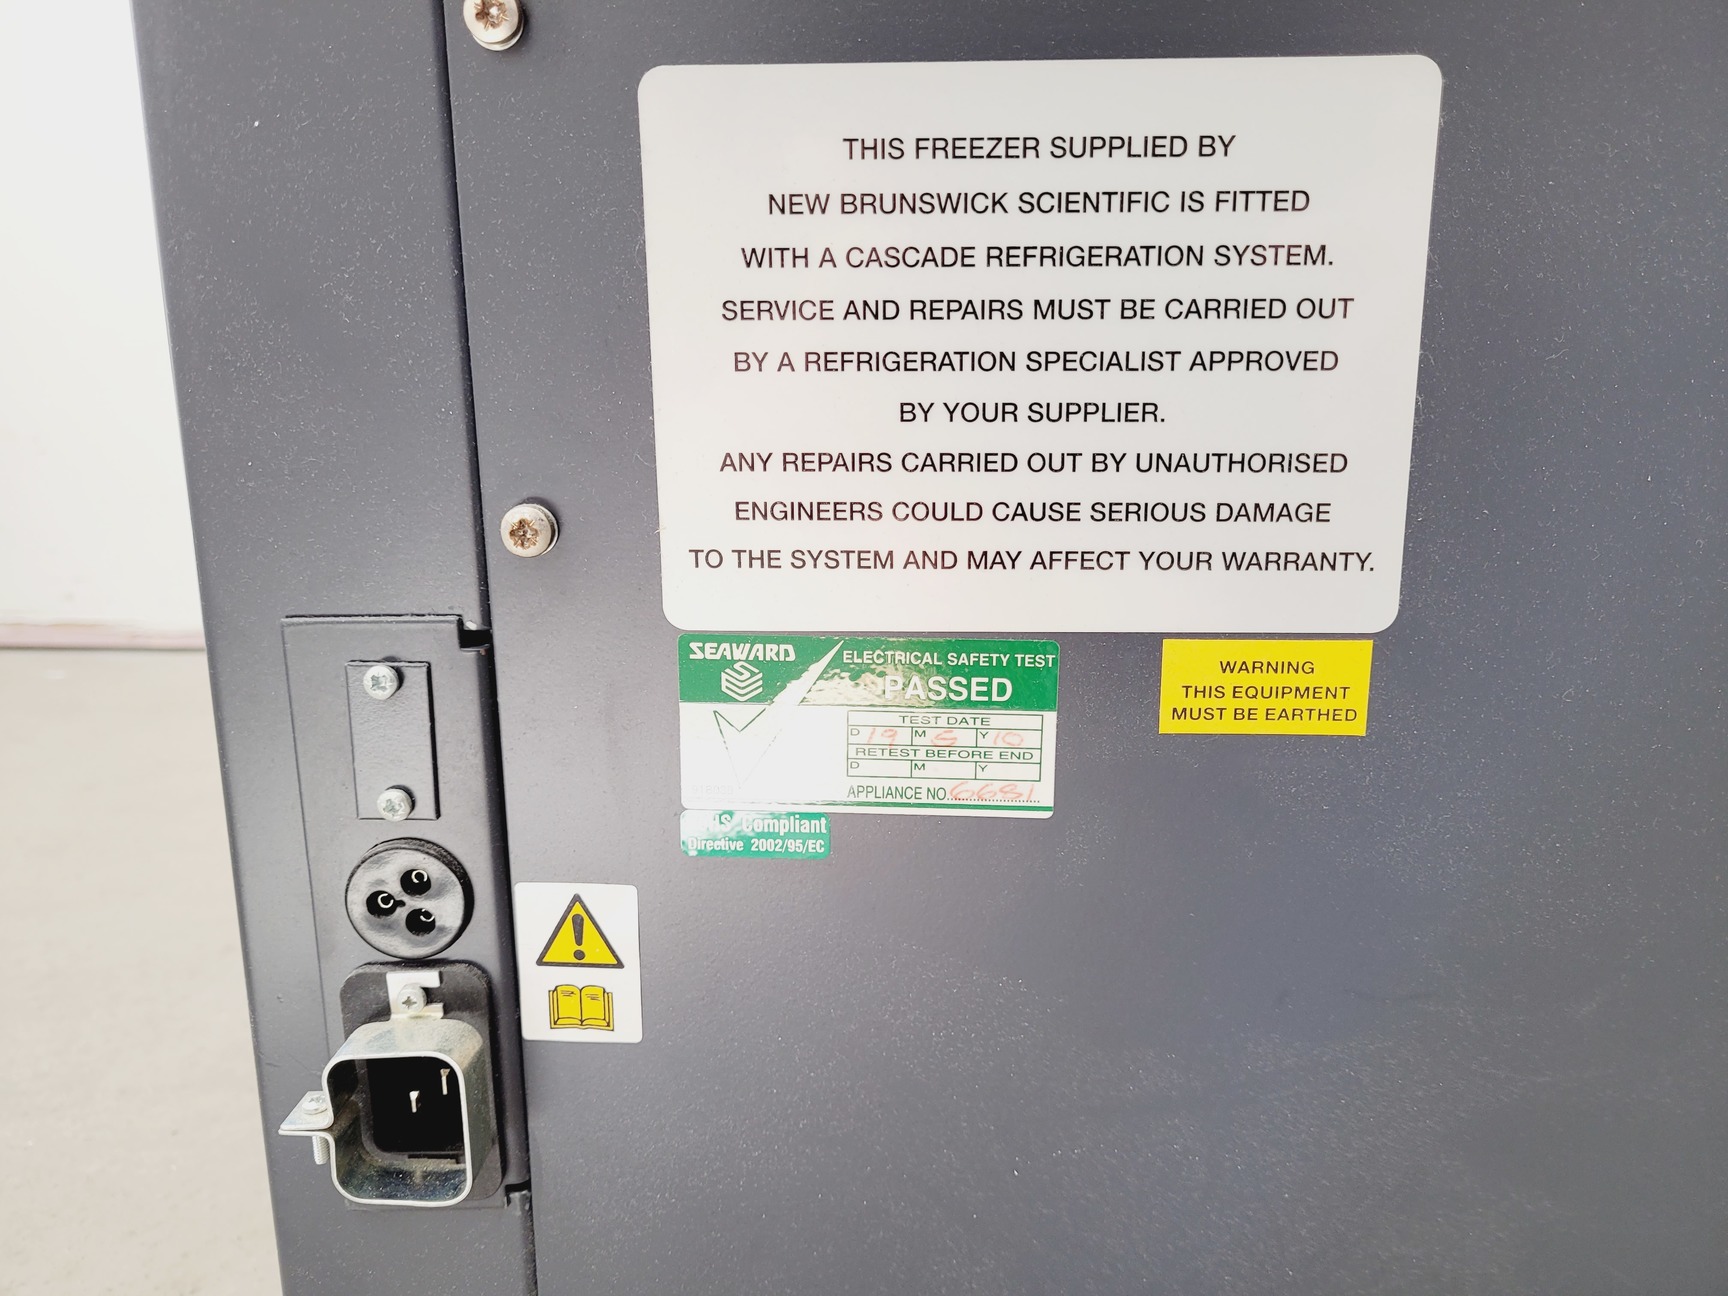 THIS FREEZER SUPPLIED BY
NEW BRUNSWICK SCIENTIFIC IS FITTED
WITH A CASCADE REFRIGERATION SYSTEM.
SERVICE AND REPAIRS MUST BE CARRIED OUT
BY A REFRIGERATION SPECIALIST APPROVED
BY YOUR SUPPLIER.
ANY REPAIRS CARRIED OUT BY UNAUTHORISED
ENGINEERS COULD CAUSE SERIOUS DAMAGE
TO THE SYSTEM AND MAY AFFECT YOUR WARRANTY.
SEAWARD
ELECTRICAL SAFETY TEST
PASSED
TEST DATE
D 19 M Y 10
RETEST BEFORE END
D M Y
APPLIANCE NO. 6681
Compliant
Directive 2002/95/EC
WARNING
THIS EQUIPMENT
MUST BE EARTHED